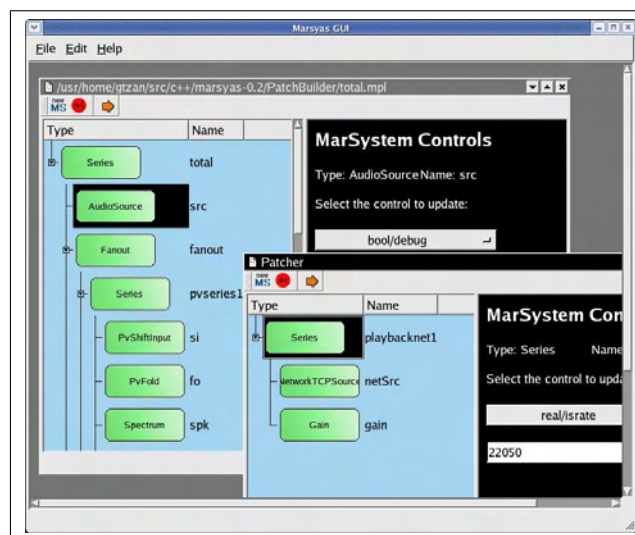 Marsyas GUI
File Edit Help
/usr/home/gtzan/src/c++/marsyas-0.2/PatchBuilder/total.mpl
MS
Type Name
Series total
AudioSource src
Fanout fanout
Series pvseries1
PvShiftInput si
PvFold fo
Spectrum spk
MarSystem Controls
Type: AudioSource Name: src
Select the control to update:
bool/debug
Patcher
MS
Type Name
Series playbacknet1
NetworkTCPSource netSrc
Gain gain
MarSystem Con
Type: Series Name
Select the control to upda
real/israte
22050